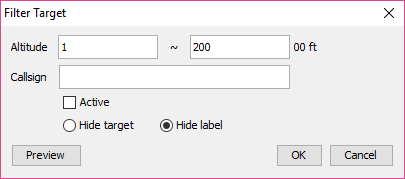 Filter Target
Altitude 1 ~ 200 00 ft
Callsign
Active
Hide target Hide label
Preview OK Cancel